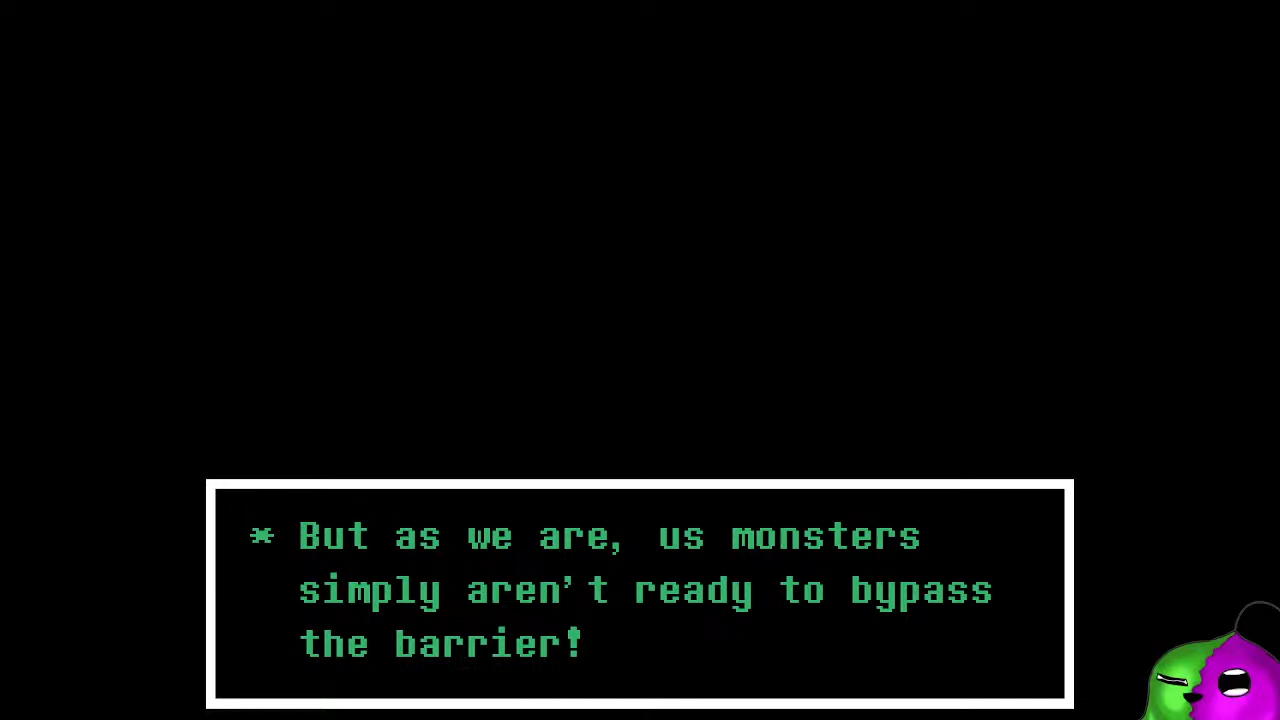 * But as we are, us monsters
simply aren't ready to bypass
the barrier!